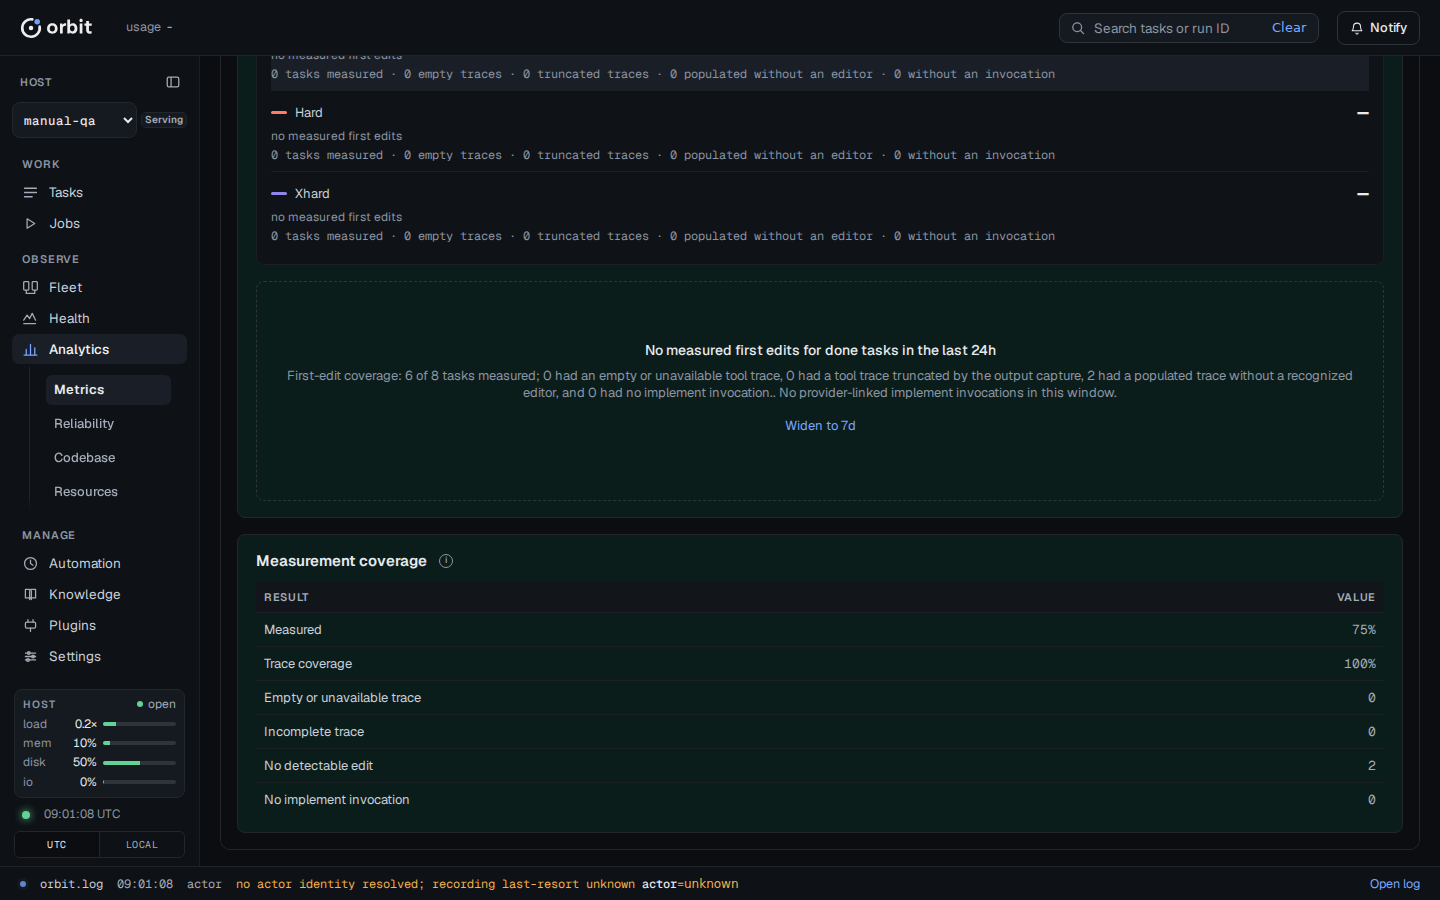 orbit
usage -
Search tasks or run ID
Clear
Notify
HOST
manual-qa
Serving
WORK
Tasks
Jobs
OBSERVE
Fleet
Health
Analytics
Metrics
Reliability
Codebase
Resources
MANAGE
Automation
Knowledge
Plugins
Settings
HOST
open
load 0.2×
mem 10%
disk 50%
io 0%
09:01:08 UTC
UTC
LOCAL
no measured first edits
0 tasks measured · 0 empty traces · 0 truncated traces · 0 populated without an editor · 0 without an invocation
Hard —
no measured first edits
0 tasks measured · 0 empty traces · 0 truncated traces · 0 populated without an editor · 0 without an invocation
Xhard —
no measured first edits
0 tasks measured · 0 empty traces · 0 truncated traces · 0 populated without an editor · 0 without an invocation
No measured first edits for done tasks in the last 24h
First-edit coverage: 6 of 8 tasks measured; 0 had an empty or unavailable tool trace, 0 had a tool trace truncated by the output capture, 2 had a populated trace without a recognized
editor, and 0 had no implement invocation.. No provider-linked implement invocations in this window.
Widen to 7d
Measurement coverage
RESULT VALUE
Measured 75%
Trace coverage 100%
Empty or unavailable trace 0
Incomplete trace 0
No detectable edit 2
No implement invocation 0
orbit.log 09:01:08 actor no actor identity resolved; recording last-resort unknown actor=unknown
Open log